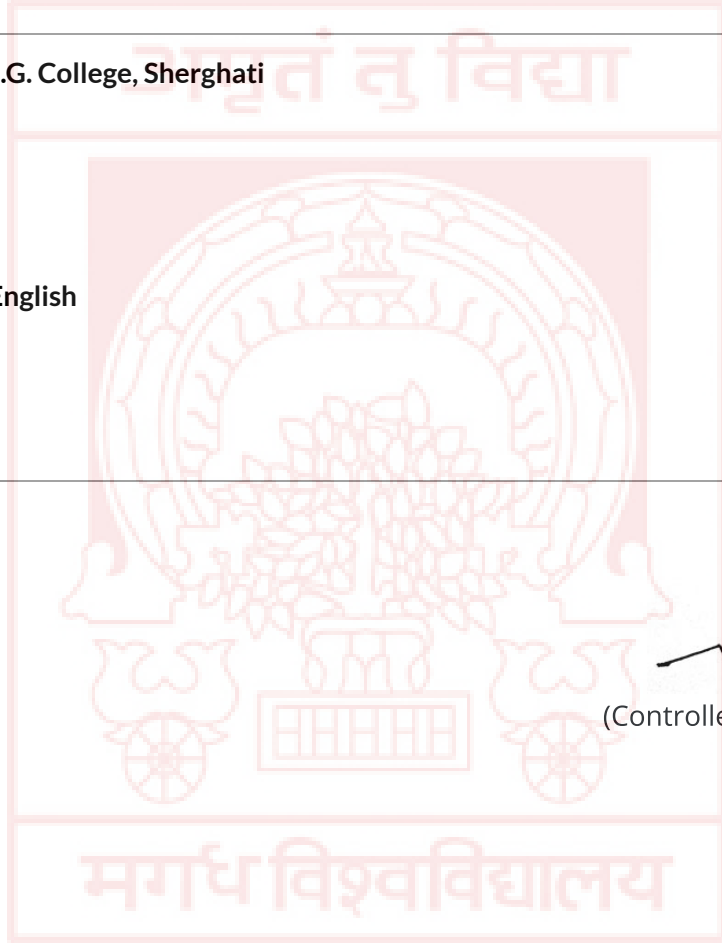 अमृतं तु विद्या
.G. College, Sherghati
English
(Controlle
मगध विश्वविद्यालय